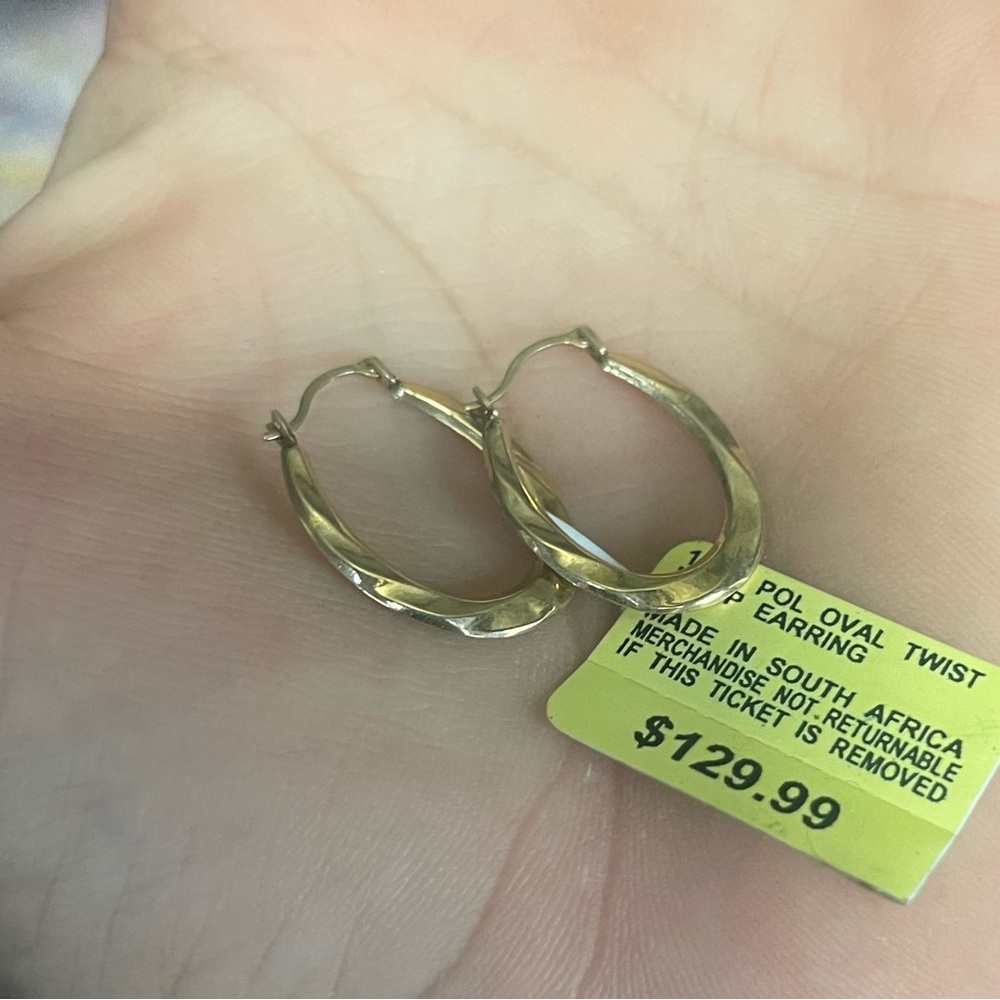 POL OVAL TWIST
EARRING
MADE IN SOUTH AFRICA
MERCHANDISE NOT RETURNABLE
IF THIS TICKET IS REMOVED
$129.99